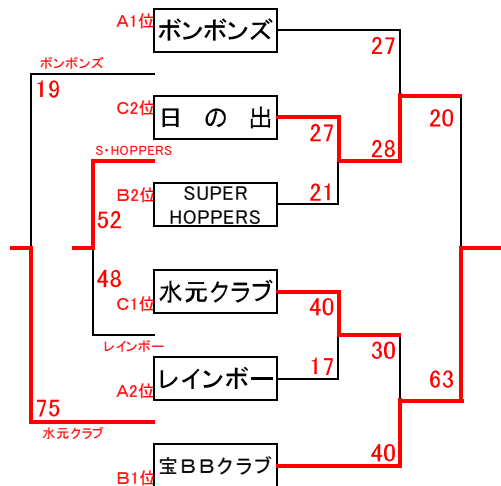 A1位
ボンボンズ
27
ボンボンズ
19
C2位
日 の 出
27
28
20
S・HOPPERS
B2位
SUPER
HOPPERS
21
52
48
C1位
水元クラブ
40
30
レインボー
A2位
レインボー
17
63
75
水元クラブ
B1位
宝BBクラブ
40